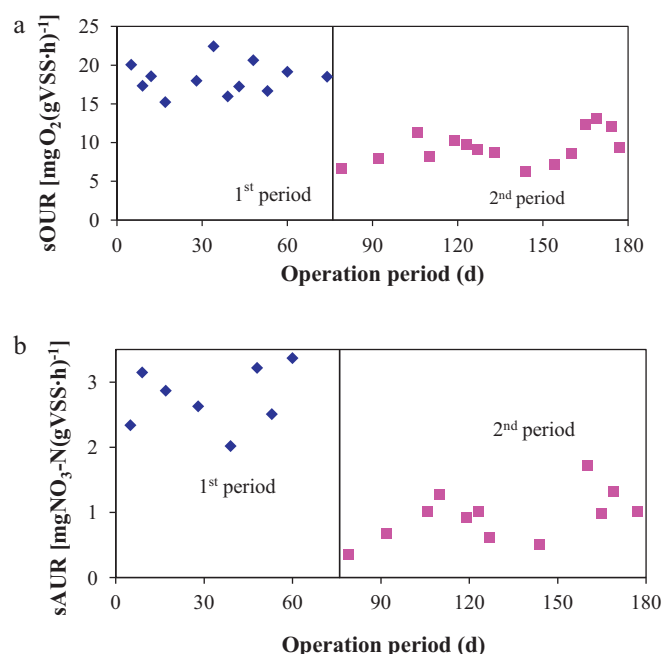 a
sOUR [mgO₂(gVSS·h)⁻¹
25
20
15
10
5
0
1ˢᵗ period
2ⁿᵈ period
0 30 60 90 120 150 180
Operation period (d)
b
sAUR [mgNO₃-N(gVSS·h)⁻¹
3
2
1
0
2ⁿᵈ period
1ˢᵗ period
0 30 60 90 120 150 180
Operation period (d)